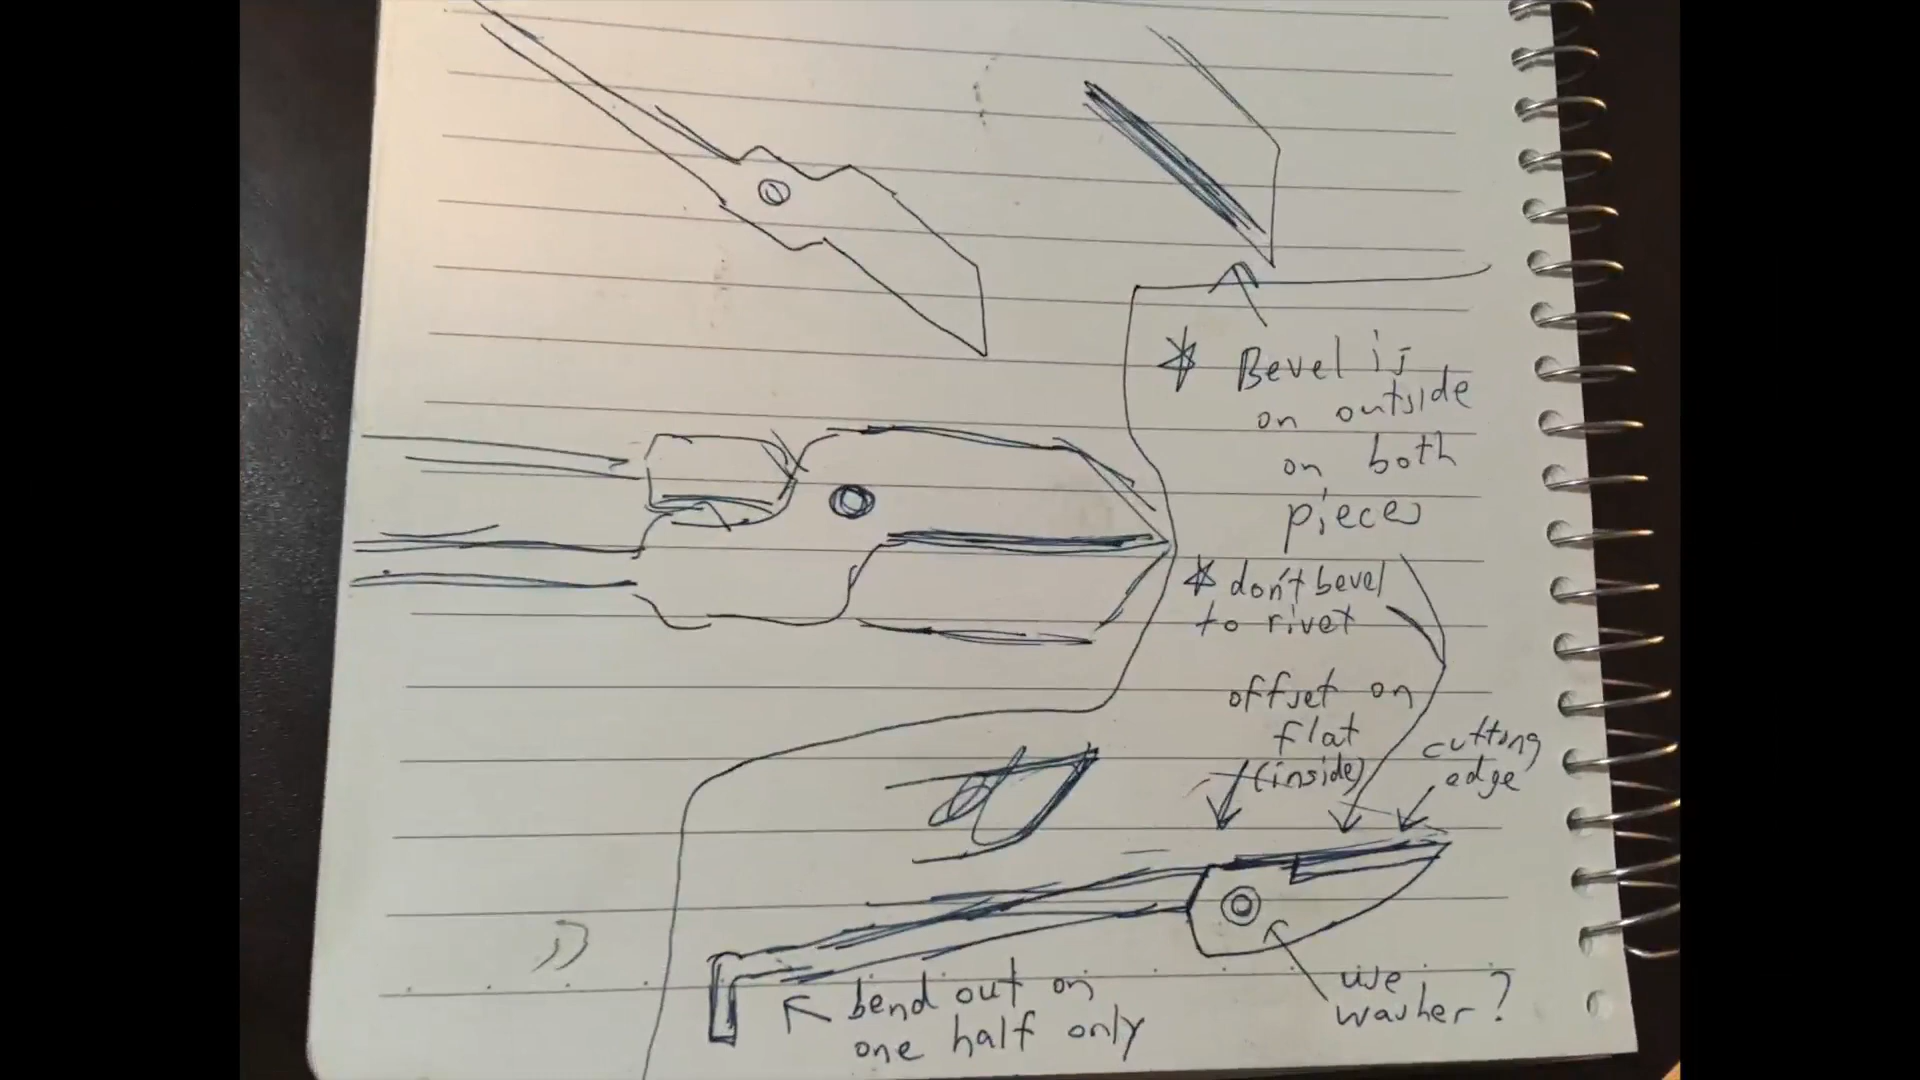 * Bevel is
on outside
on both
pieces
* don't bevel
to rivet
offset on
flat
(inside)
cutting
edge
use
washer?
bend out on
one half only